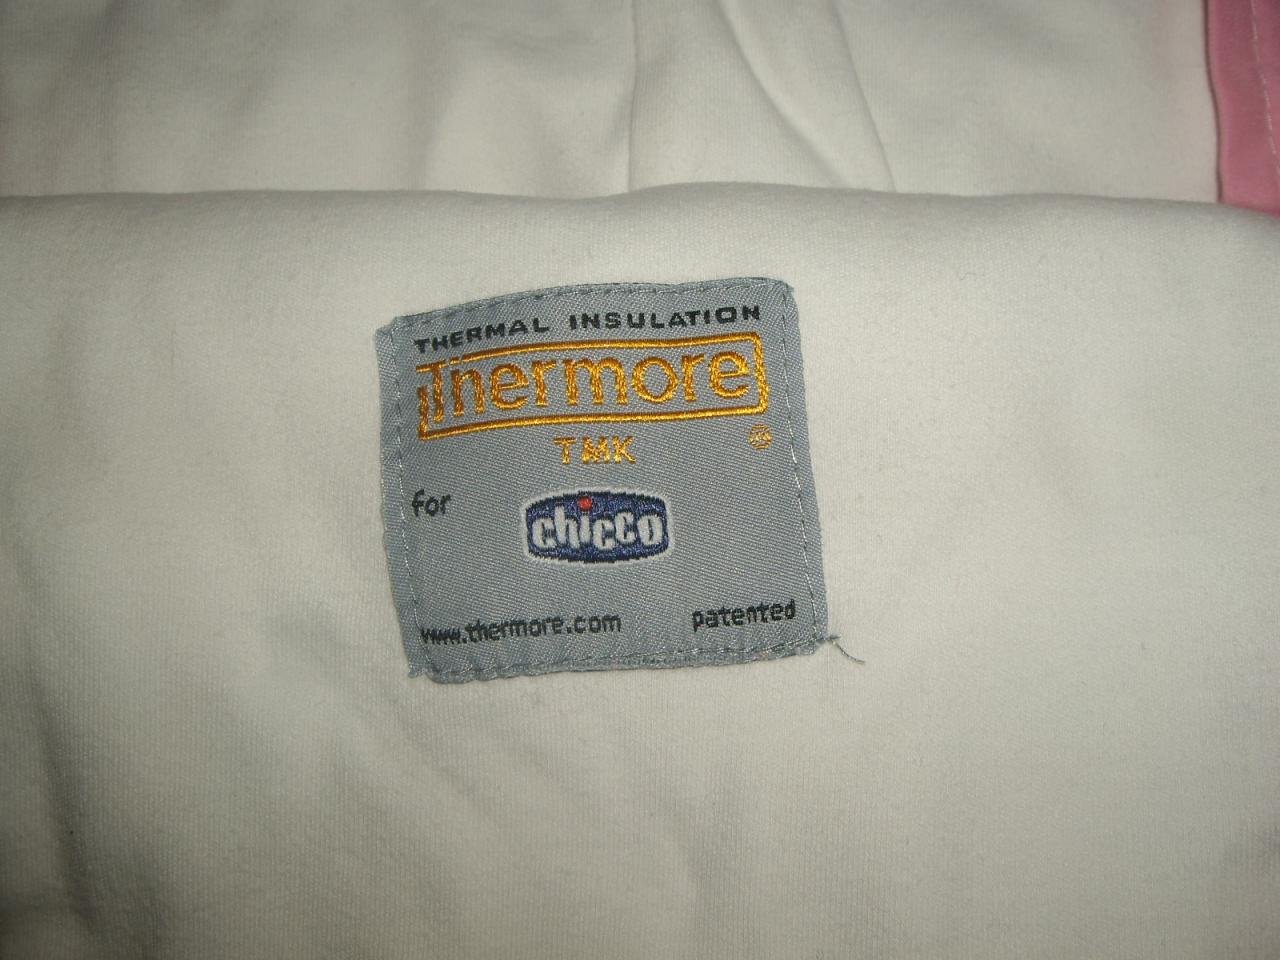 THERMAL INSULATION
Thermore
TMK ®
for chicco
www.thermore.com patented